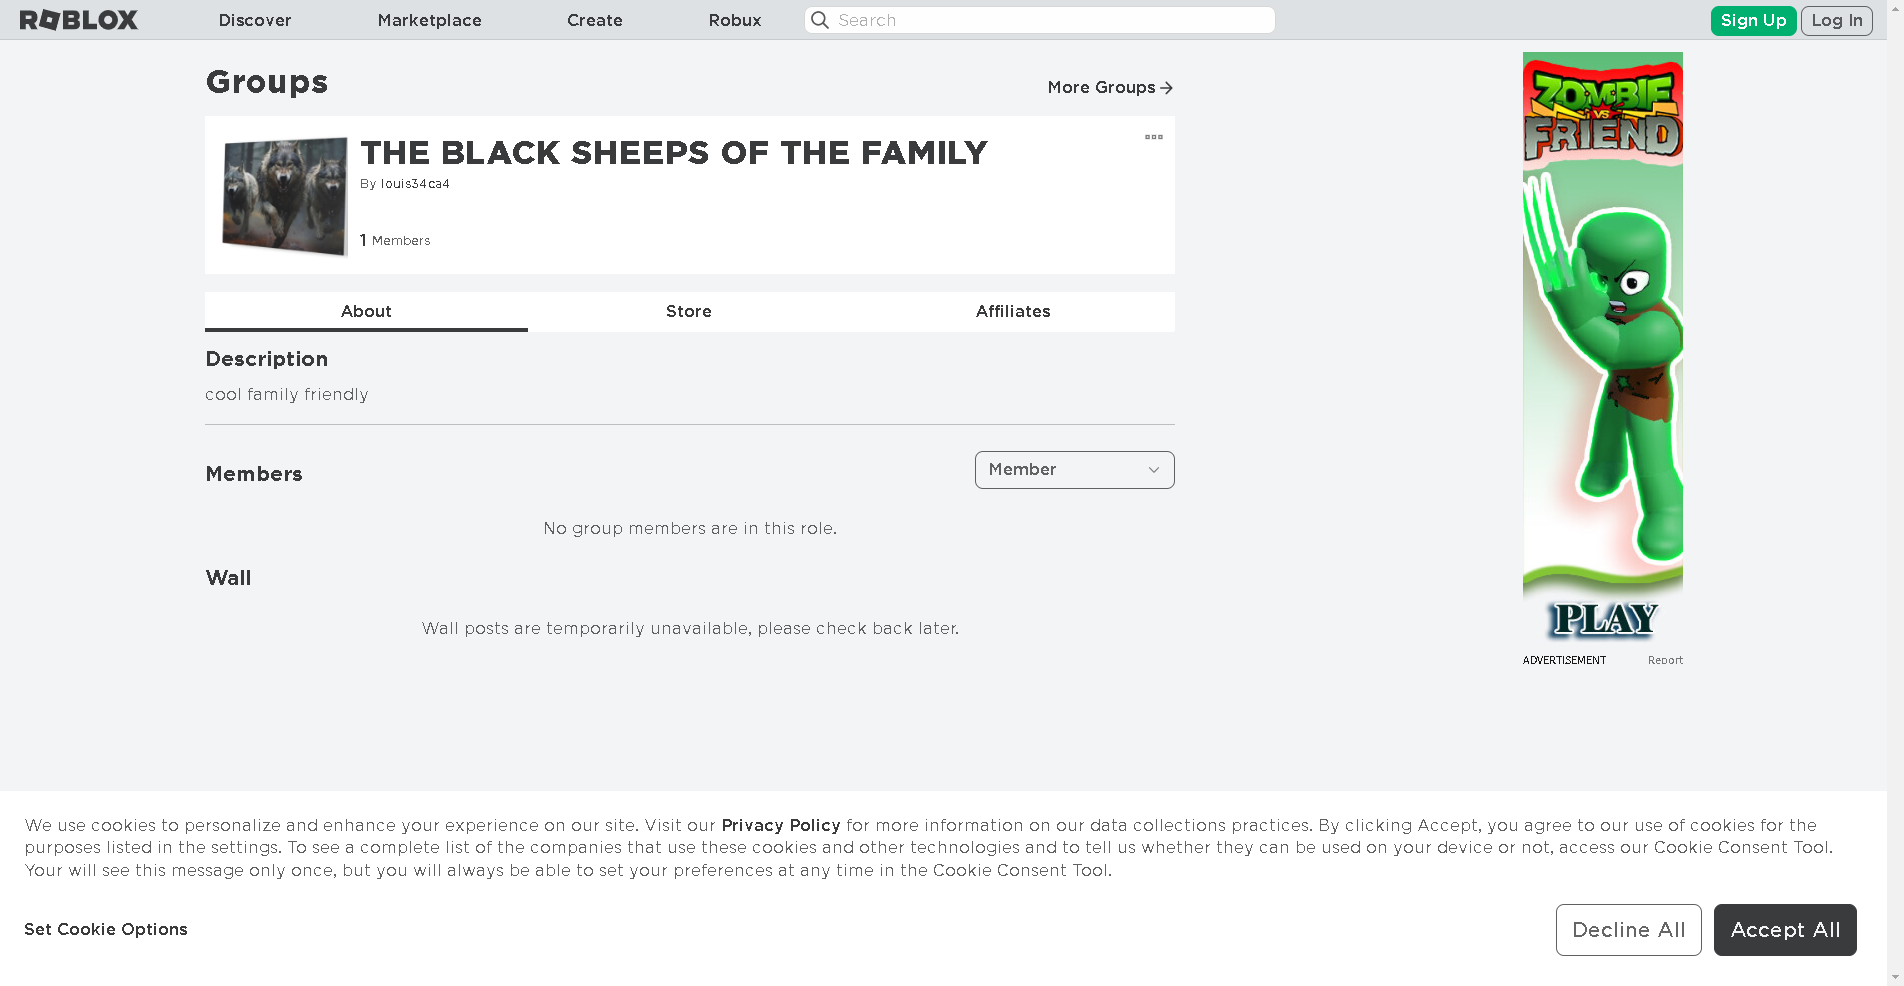 ROBLOX
Discover
Marketplace
Create
Robux
Search
Sign Up
Log In
Groups
More Groups
THE BLACK SHEEPS OF THE FAMILY
By louis34ca4
1 Members
About
Store
Affiliates
Description
cool family friendly
Members
Member
No group members are in this role.
Wall
Wall posts are temporarily unavailable, please check back later.
ZOMBIE
VS
FRIEND
PLAY
ADVERTISEMENT
Report
We use cookies to personalize and enhance your experience on our site. Visit our Privacy Policy for more information on our data collections practices. By clicking Accept, you agree to our use of cookies for the
purposes listed in the settings. To see a complete list of the companies that use these cookies and other technologies and to tell us whether they can be used on your device or not, access our Cookie Consent Tool.
Your will see this message only once, but you will always be able to set your preferences at any time in the Cookie Consent Tool.
Set Cookie Options
Decline All
Accept All